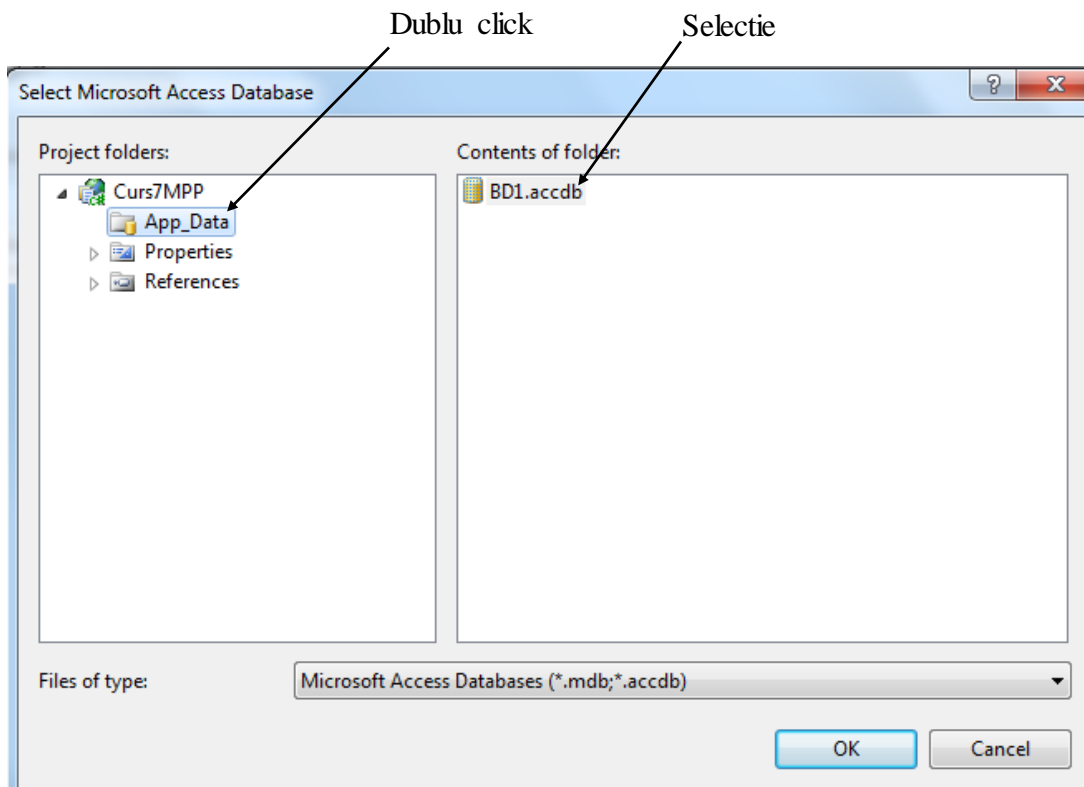 Dublu click Selectie
Select Microsoft Access Database
Project folders: Contents of folder:
Curs7MPP BD1.accdb
App_Data
Properties
References
Files of type: Microsoft Access Databases (*.mdb;*.accdb)
OK Cancel